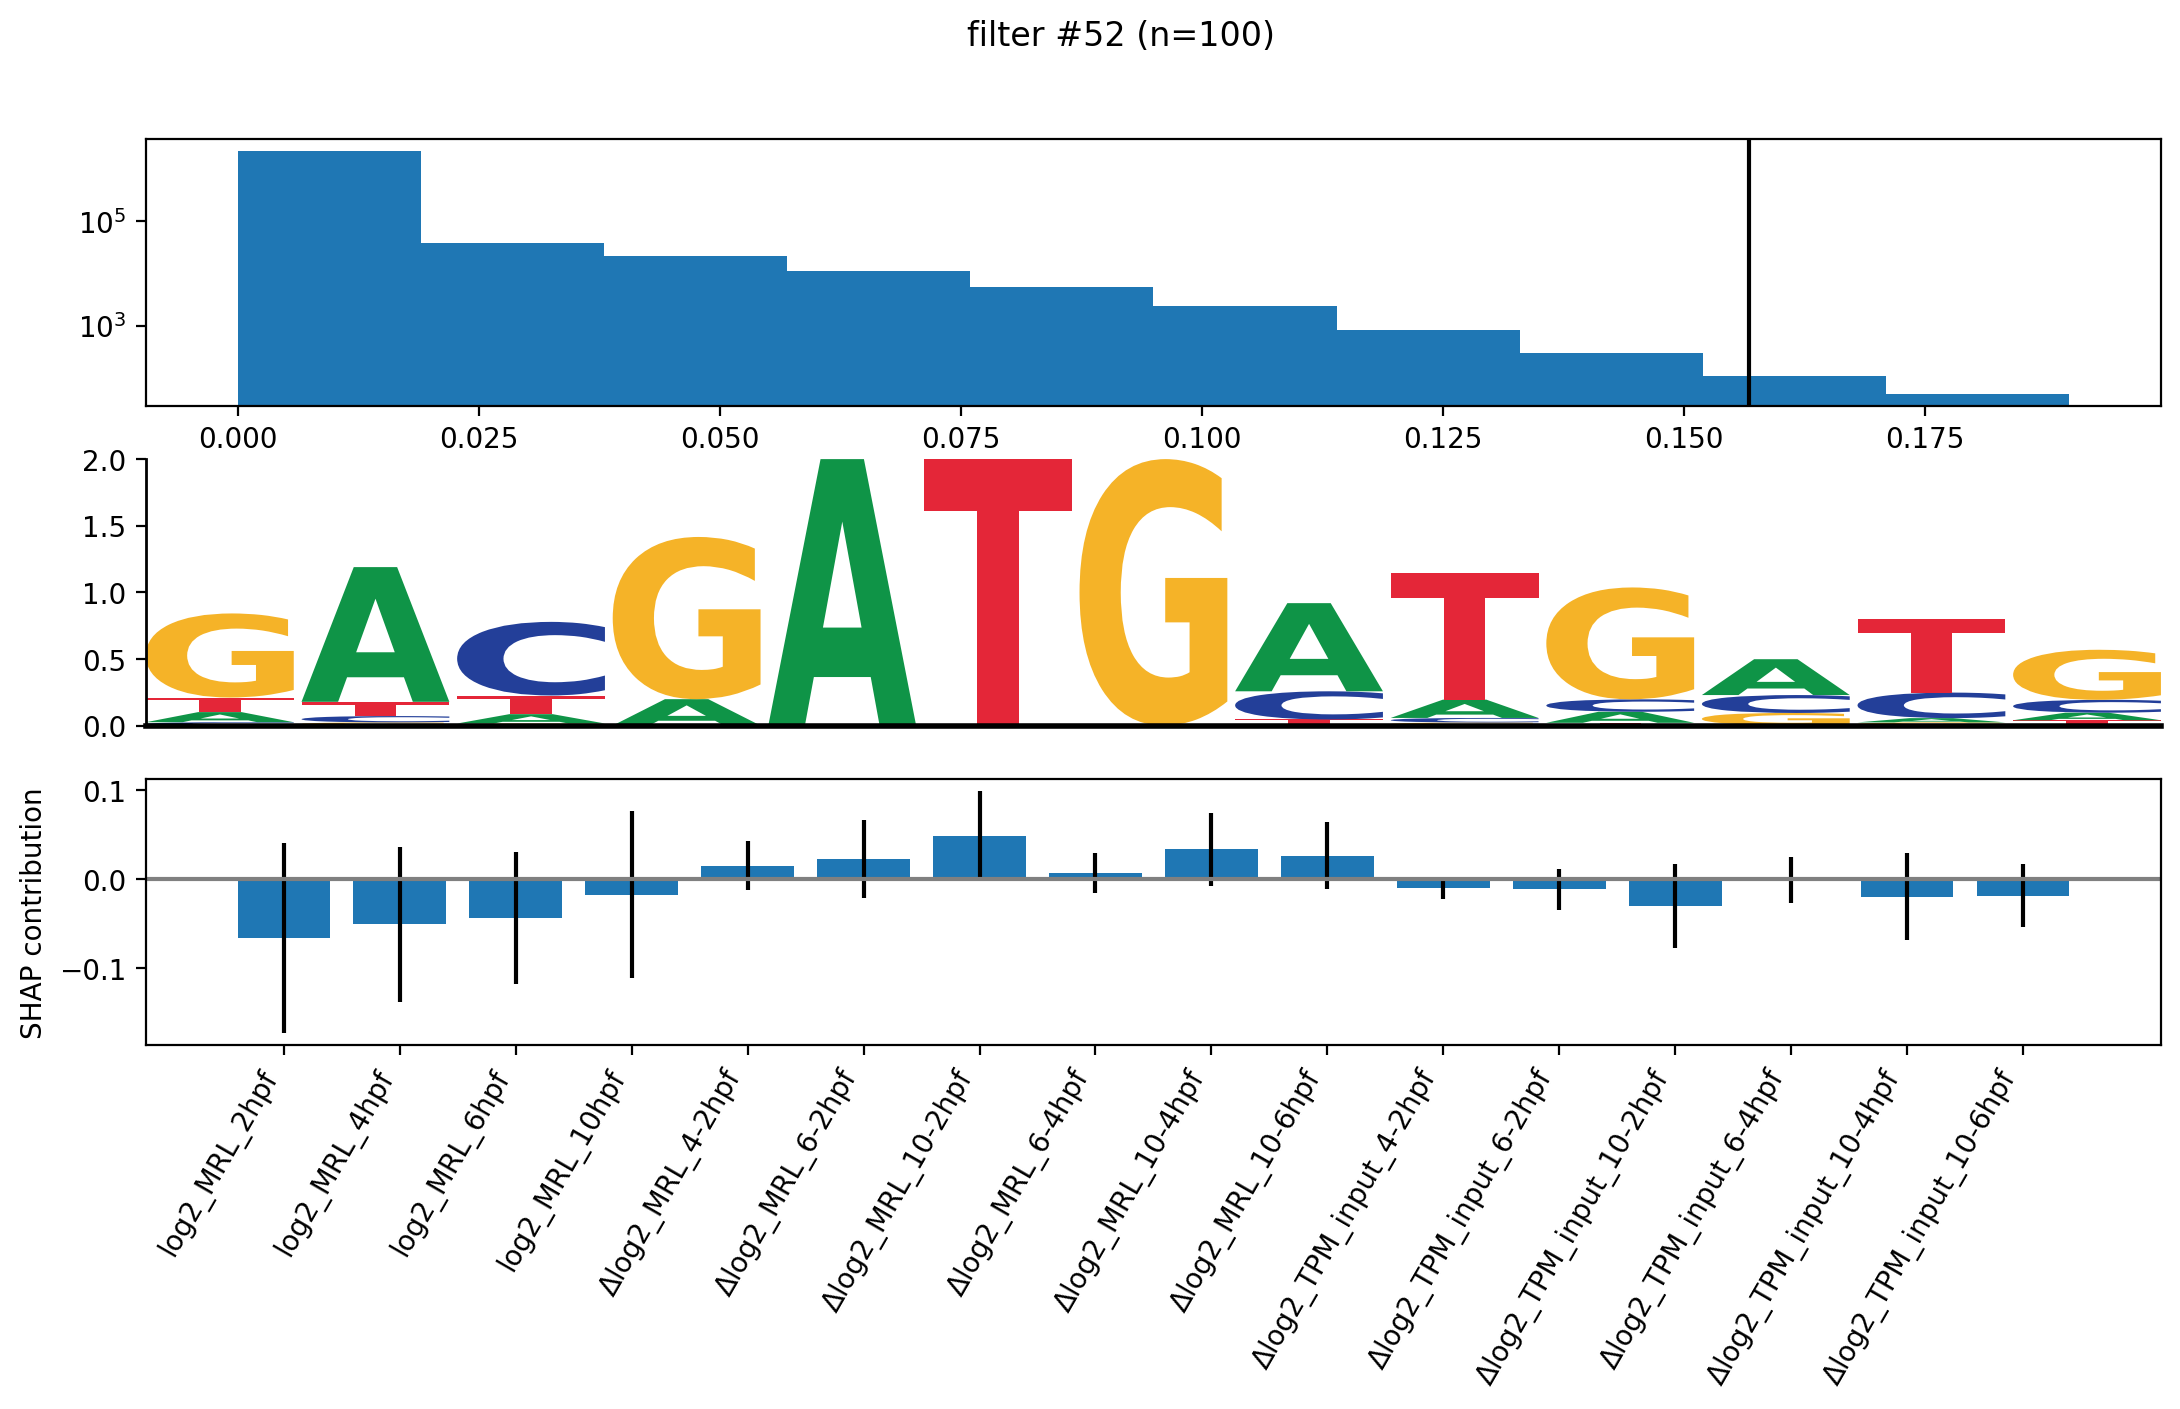 filter #52 (n=100)
10⁵
10³
0.000 0.025 0.050 0.075 0.100 0.125 0.150 0.175
2.0
1.5
1.0
0.5
0.0
GACGATGATGATG
SHAP contribution
0.1
0.0
−0.1
log2_MRL_2hpf
log2_MRL_4hpf
log2_MRL_6hpf
log2_MRL_10hpf
Δlog2_MRL_4-2hpf
Δlog2_MRL_6-2hpf
Δlog2_MRL_10-2hpf
Δlog2_MRL_6-4hpf
Δlog2_MRL_10-4hpf
Δlog2_MRL_10-6hpf
Δlog2_TPM_input_4-2hpf
Δlog2_TPM_input_6-2hpf
Δlog2_TPM_input_10-2hpf
Δlog2_TPM_input_6-4hpf
Δlog2_TPM_input_10-4hpf
Δlog2_TPM_input_10-6hpf